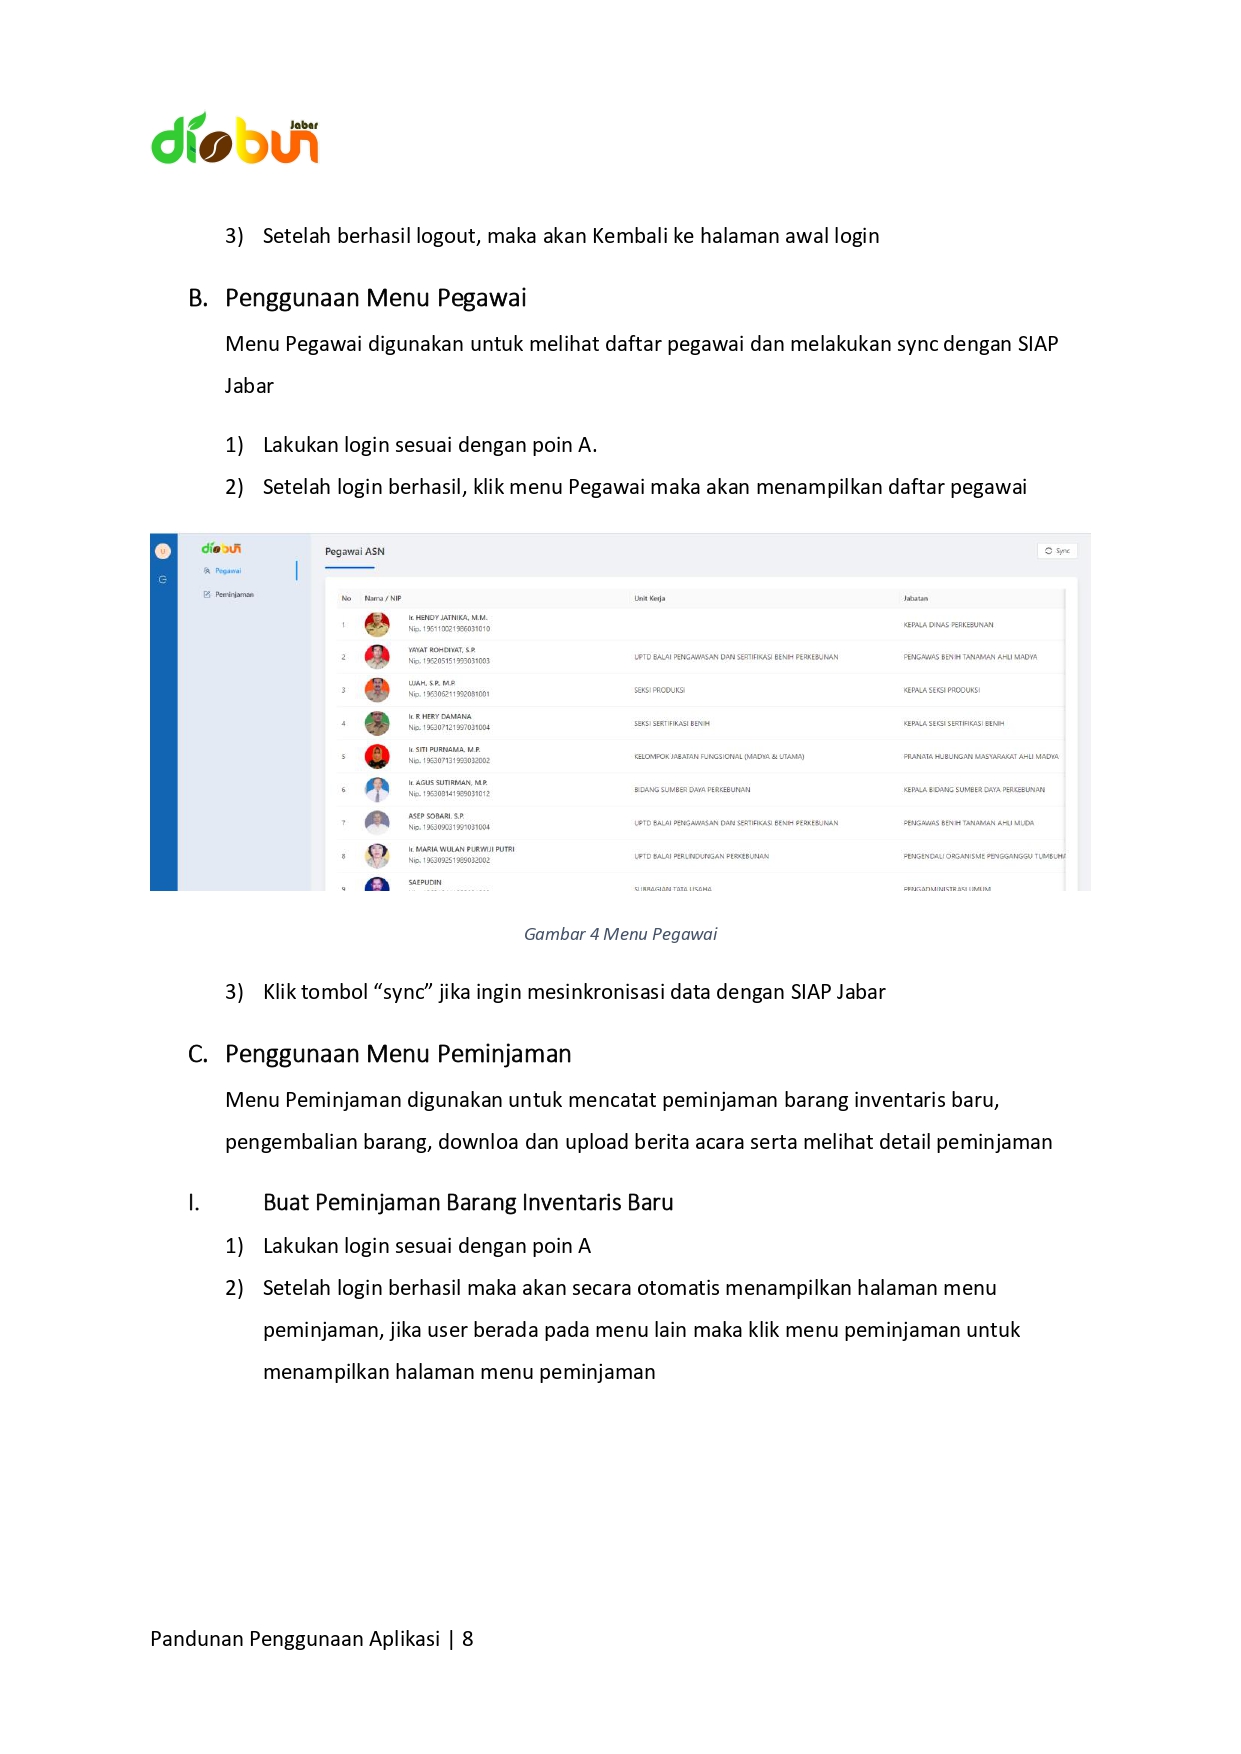 disbun Jabar
3) Setelah berhasil logout, maka akan Kembali ke halaman awal login
B. Penggunaan Menu Pegawai
Menu Pegawai digunakan untuk melihat daftar pegawai dan melakukan sync dengan SIAP
Jabar
1) Lakukan login sesuai dengan poin A.
2) Setelah login berhasil, klik menu Pegawai maka akan menampilkan daftar pegawai
U disbun Pegawai ASN Sync
Pegawai
Peminjaman
No Nama / NIP Unit Kerja Jabatan
1 Ir. HENDY JATNIKA, M.M. KEPALA DINAS PERKEBUNAN
Nip. 196110021986031010
2 YAYAT ROHDIYAT, S.P. UPTD BALAI PENGAWASAN DAN SERTIFIKASI BENIH PERKEBUNAN PENGAWAS BENIH TANAMAN AHLI MADYA
Nip. 196205151993031003
3 UJAH, S.P., M.P. SEKSI PRODUKSI KEPALA SEKSI PRODUKSI
Nip. 196306211992081001
4 Ir. R HERY DAMANA SEKSI SERTIFIKASI BENIH KEPALA SEKSI SERTIFIKASI BENIH
Nip. 196307121997031004
5 Ir. SITI PURNAMA, M.P. KELOMPOK JABATAN FUNGSIONAL (MADYA & UTAMA) PRANATA HUBUNGAN MASYARAKAT AHLI MADYA
Nip. 196307131993032002
6 Ir. AGUS SUTIRMAN, M.P. BIDANG SUMBER DAYA PERKEBUNAN KEPALA BIDANG SUMBER DAYA PERKEBUNAN
Nip. 196308141989031012
7 ASEP SOBARI, S.P. UPTD BALAI PENGAWASAN DAN SERTIFIKASI BENIH PERKEBUNAN PENGAWAS BENIH TANAMAN AHLI MUDA
Nip. 196309031991031004
8 Ir. MARIA WULAN PURWIJI PUTRI UPTD BALAI PERLINDUNGAN PERKEBUNAN PENGENDALI ORGANISME PENGGANGGU TUMBUHA
Nip. 196309251989032002
9 SAEPUDIN SUBBAGIAN TATA USAHA PENGADMINISTRASI UMUM
Gambar 4 Menu Pegawai
3) Klik tombol “sync” jika ingin mesinkronisasi data dengan SIAP Jabar
C. Penggunaan Menu Peminjaman
Menu Peminjaman digunakan untuk mencatat peminjaman barang inventaris baru,
pengembalian barang, downloa dan upload berita acara serta melihat detail peminjaman
I. Buat Peminjaman Barang Inventaris Baru
1) Lakukan login sesuai dengan poin A
2) Setelah login berhasil maka akan secara otomatis menampilkan halaman menu
peminjaman, jika user berada pada menu lain maka klik menu peminjaman untuk
menampilkan halaman menu peminjaman
Pandunan Penggunaan Aplikasi | 8